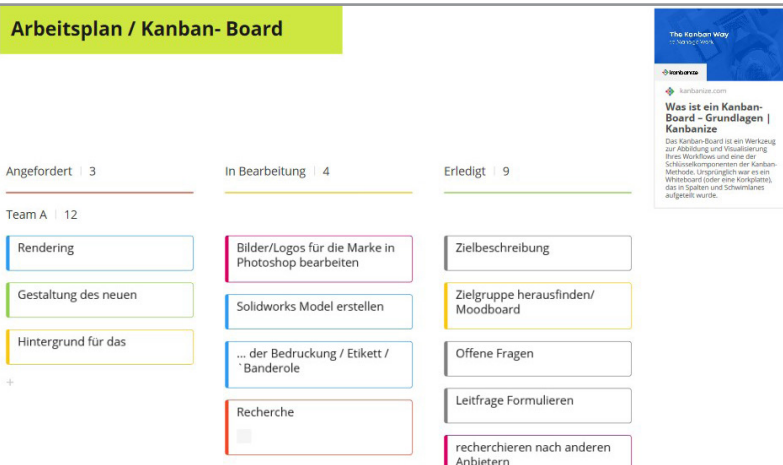 Arbeitsplan / Kanban- Board
The Kanban Way
to Manage Work
kanbanize
kanbanize.com
Was ist ein Kanban-
Board – Grundlagen |
Kanbanize
Das Kanban-Board ist ein Werkzeug
zur Abbildung und Visualisierung
Ihres Workflows und eine der
Schlüsselkomponenten der Kanban-
Methode. Ursprünglich war es ein
Whiteboard (oder eine Korkplatte),
das in Spalten und Schwimlanes
aufgeteilt wurde.
Angefordert | 3
In Bearbeitung | 4
Erledigt | 9
Team A | 12
Rendering
Gestaltung des neuen
Hintergrund für das
+
Bilder/Logos für die Marke in
Photoshop bearbeiten
Solidworks Model erstellen
... der Bedruckung / Etikett /
`Banderole
Recherche
Zielbeschreibung
Zielgruppe herausfinden/
Moodboard
Offene Fragen
Leitfrage Formulieren
recherchieren nach anderen
Anbietern